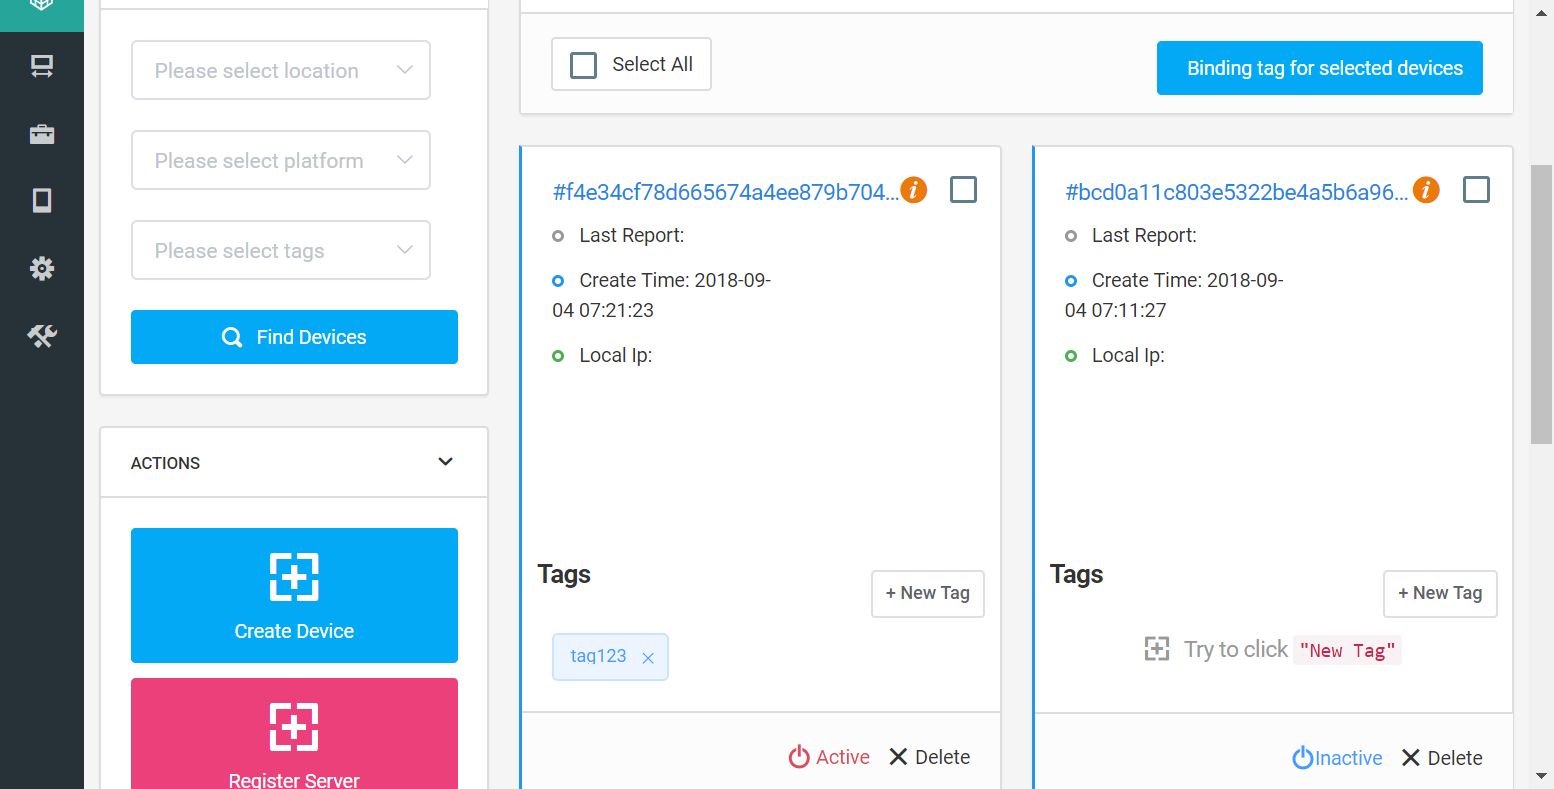 Please select location
Please select platform
Please select tags
Find Devices
ACTIONS
Create Device
Register Server
Select All
Binding tag for selected devices
#f4e34cf78d665674a4ee879b704...
Last Report:
Create Time: 2018-09-
04 07:21:23
Local Ip:
Tags
+ New Tag
tag123
Active
Delete
#bcd0a11c803e5322be4a5b6a96...
Last Report:
Create Time: 2018-09-
04 07:11:27
Local Ip:
Tags
+ New Tag
Try to click "New Tag"
Inactive
Delete